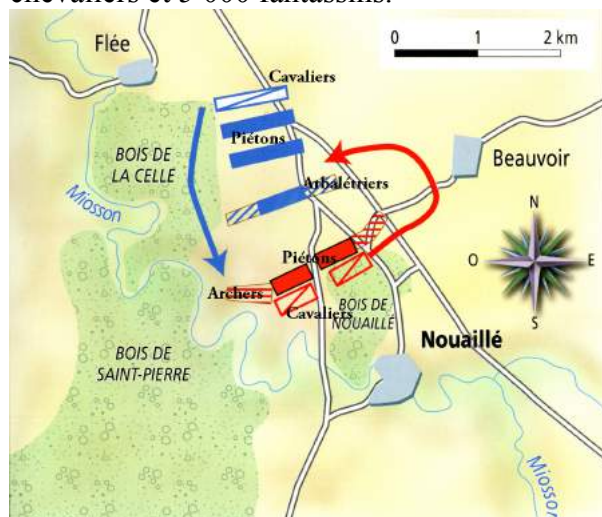 chevaliers et 5 000 fantassins.
Flée
0 1 2 km
Cavaliers
Piétons
BOIS DE
LA CELLE
Beauvoir
Arbalétriers
Miosson
N
O E
S
Piétons
Archers
Cavaliers
BOIS DE
NOUAILLÉ
Nouaillé
BOIS DE
SAINT-PIERRE
Miosson